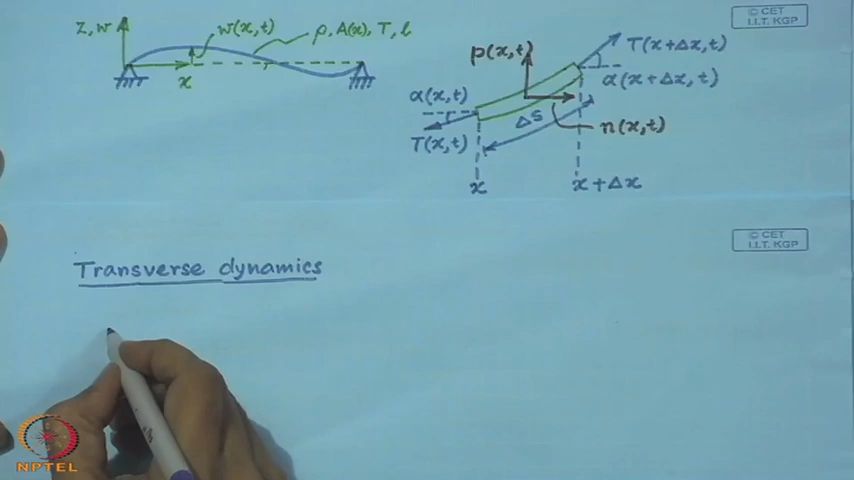 z, w
w(x,t)
ρ, A(x), T, l
x
© CET
I.I.T. KGP
p(x,t)
T(x+Δx,t)
α(x+Δx,t)
α(x,t)
T(x,t)
Δs
n(x,t)
x
x+Δx
© CET
I.I.T. KGP
Transverse dynamics
NPTEL